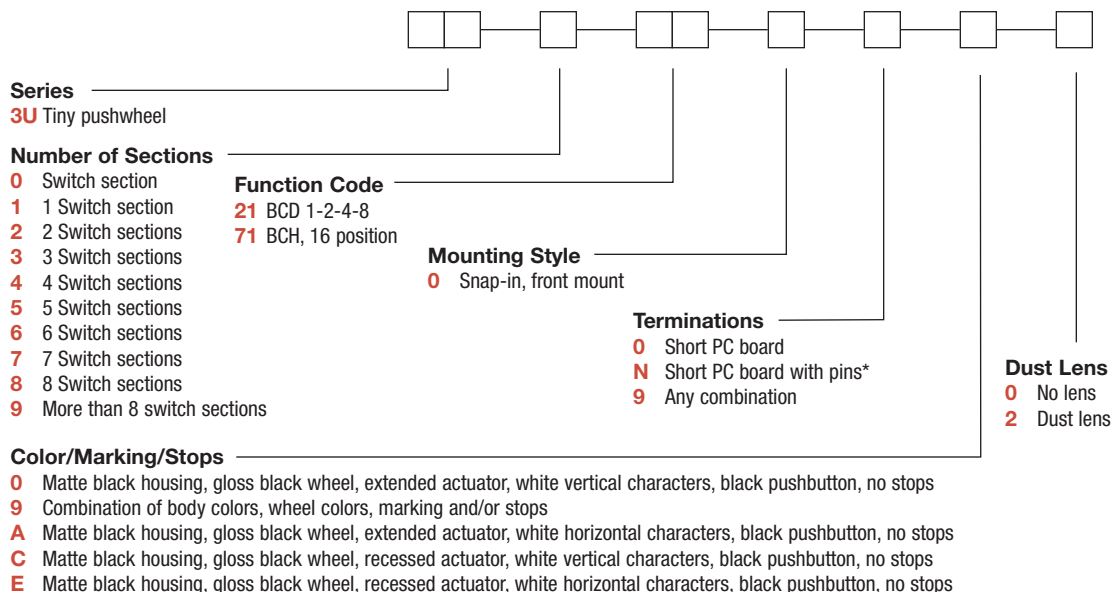 Series
3U Tiny pushwheel
Number of Sections
0 Switch section
1 1 Switch section
2 2 Switch sections
3 3 Switch sections
4 4 Switch sections
5 5 Switch sections
6 6 Switch sections
7 7 Switch sections
8 8 Switch sections
9 More than 8 switch sections
Function Code
21 BCD 1-2-4-8
71 BCH, 16 position
Mounting Style
0 Snap-in, front mount
Terminations
0 Short PC board
N Short PC board with pins*
9 Any combination
Dust Lens
0 No lens
2 Dust lens
Color/Marking/Stops
0 Matte black housing, gloss black wheel, extended actuator, white vertical characters, black pushbutton, no stops
9 Combination of body colors, wheel colors, marking and/or stops
A Matte black housing, gloss black wheel, extended actuator, white horizontal characters, black pushbutton, no stops
C Matte black housing, gloss black wheel, recessed actuator, white vertical characters, black pushbutton, no stops
E Matte black housing, gloss black wheel, recessed actuator, white horizontal characters, black pushbutton, no stops